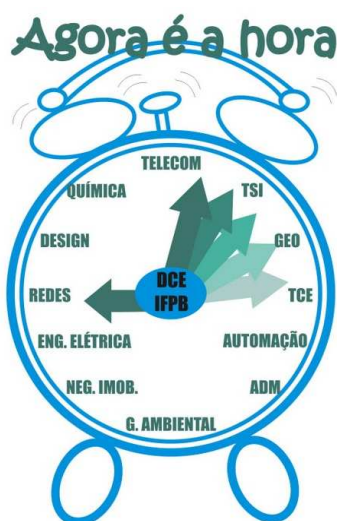 Agora é a hora
TELECOM
QUÍMICA
TSI
DESIGN
GEO
DCE
IFPB
REDES
TCE
ENG. ELÉTRICA
AUTOMAÇÃO
NEG. IMOB.
ADM
G. AMBIENTAL